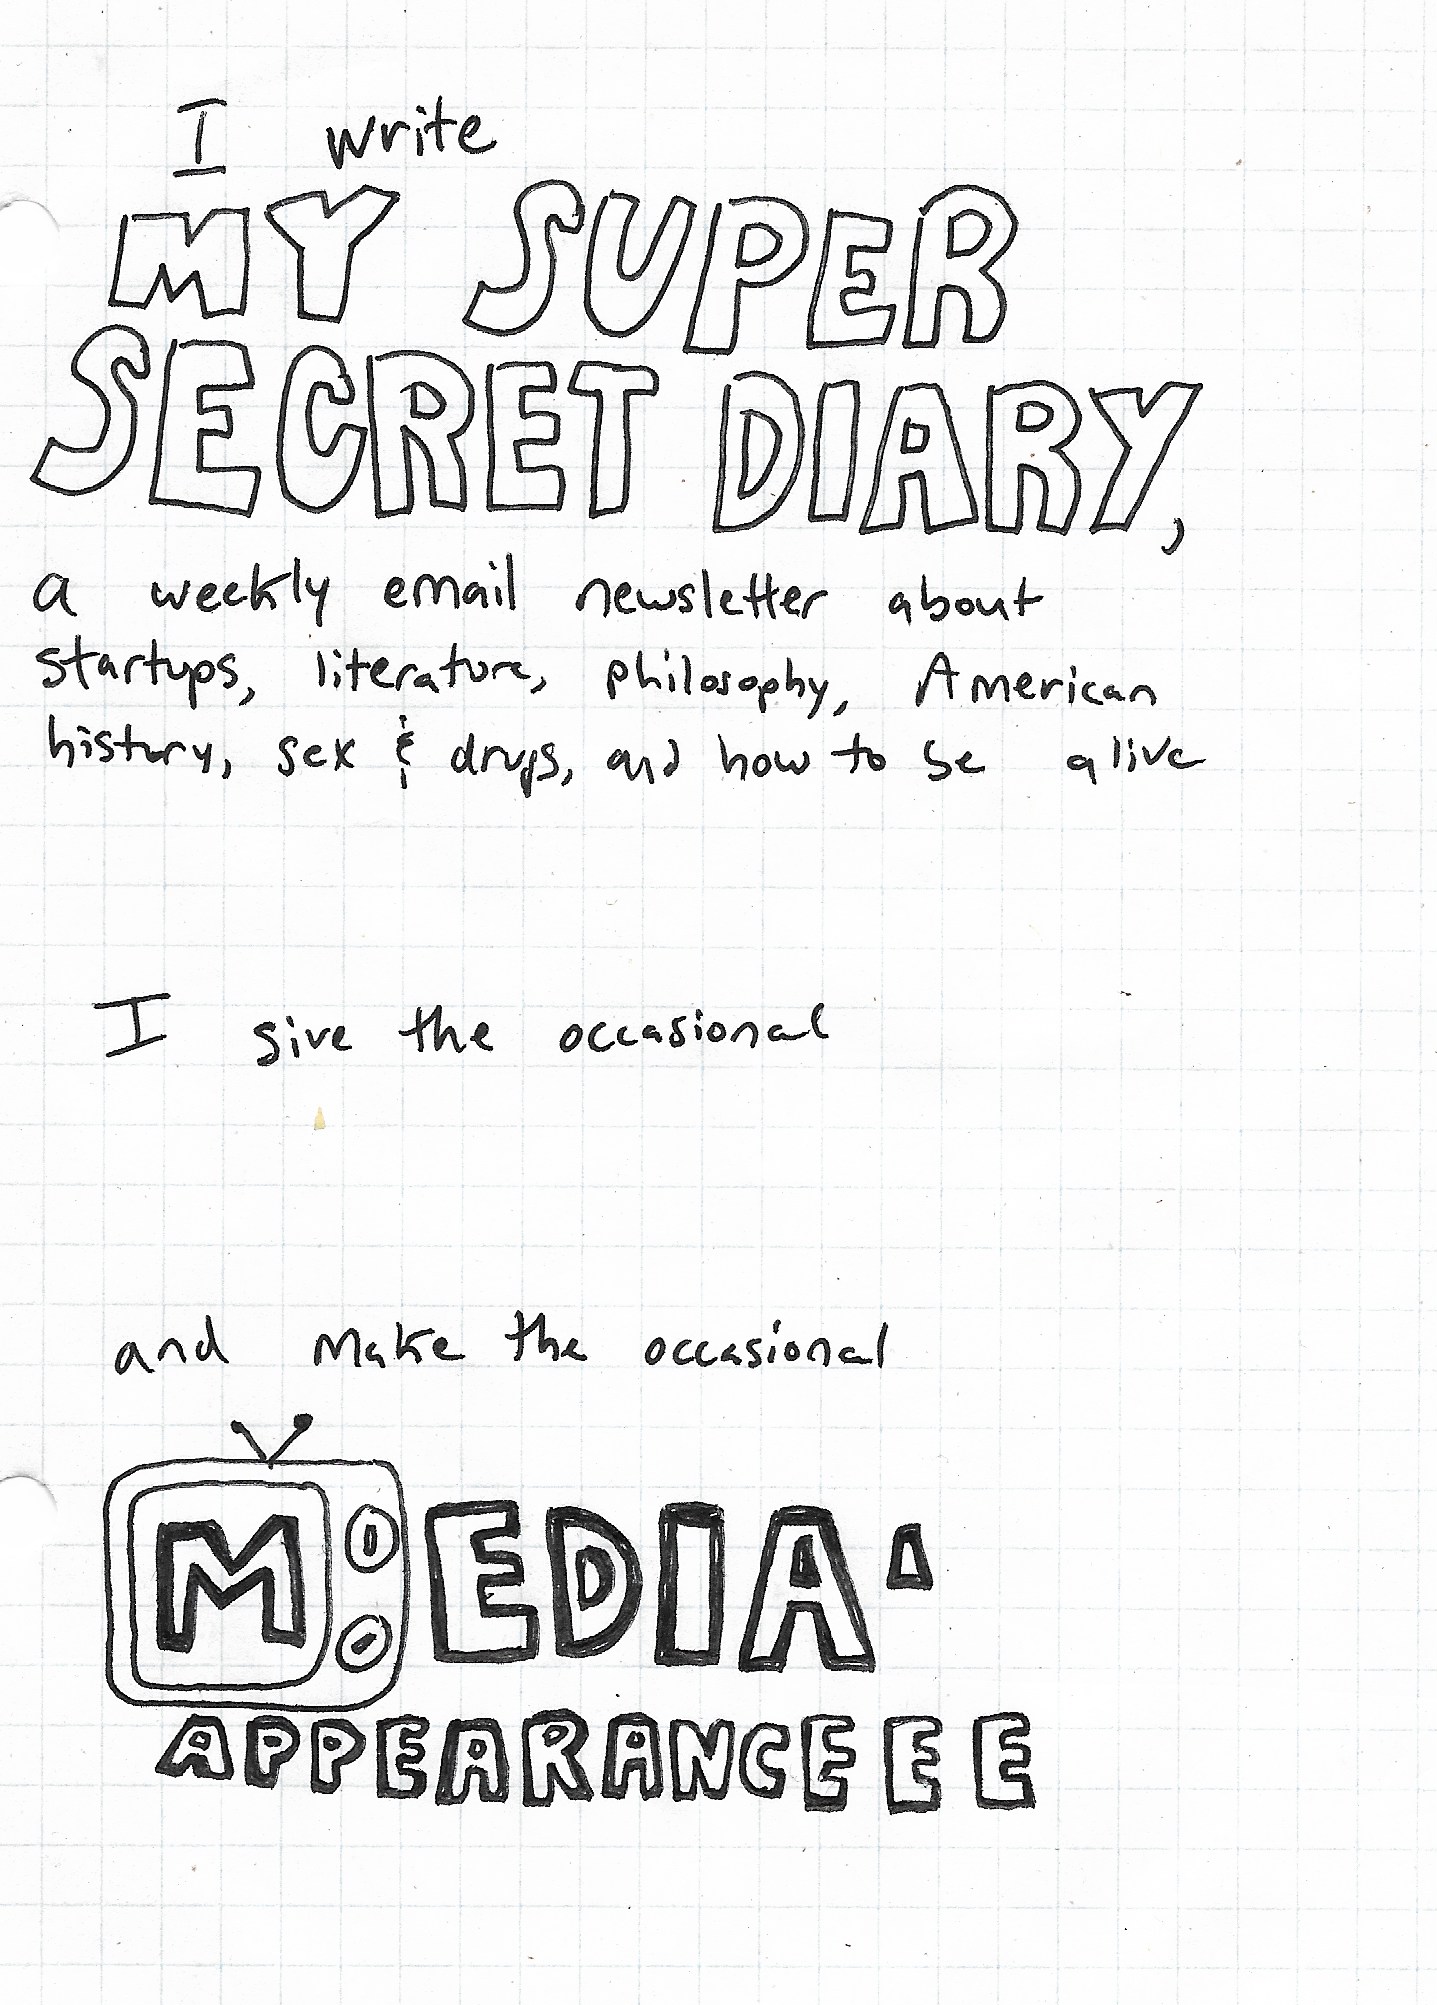 I write
MY SUPER
SECRET DIARY,
a weekly email newsletter about
startups, literature, philosophy, American
history, sex & drugs, and how to be alive
I give the occasional
and make the occasional
MEDIA
APPEARANCEEE